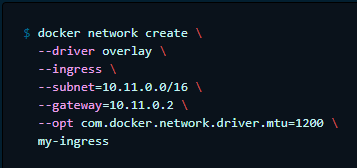 $ docker network create \
--driver overlay \
--ingress \
--subnet=10.11.0.0/16 \
--gateway=10.11.0.2 \
--opt com.docker.network.driver.mtu=1200 \
my-ingress